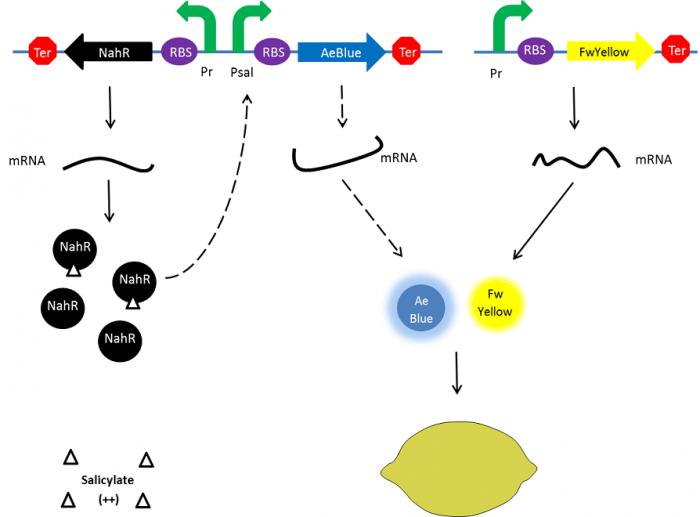 Ter
NahR
RBS
RBS
AeBlue
Ter
RBS
FwYellow
Ter
Pr
Psal
Pr
mRNA
mRNA
mRNA
NahR
NahR
NahR
NahR
Ae
Blue
Fw
Yellow
Salicylate
(++)